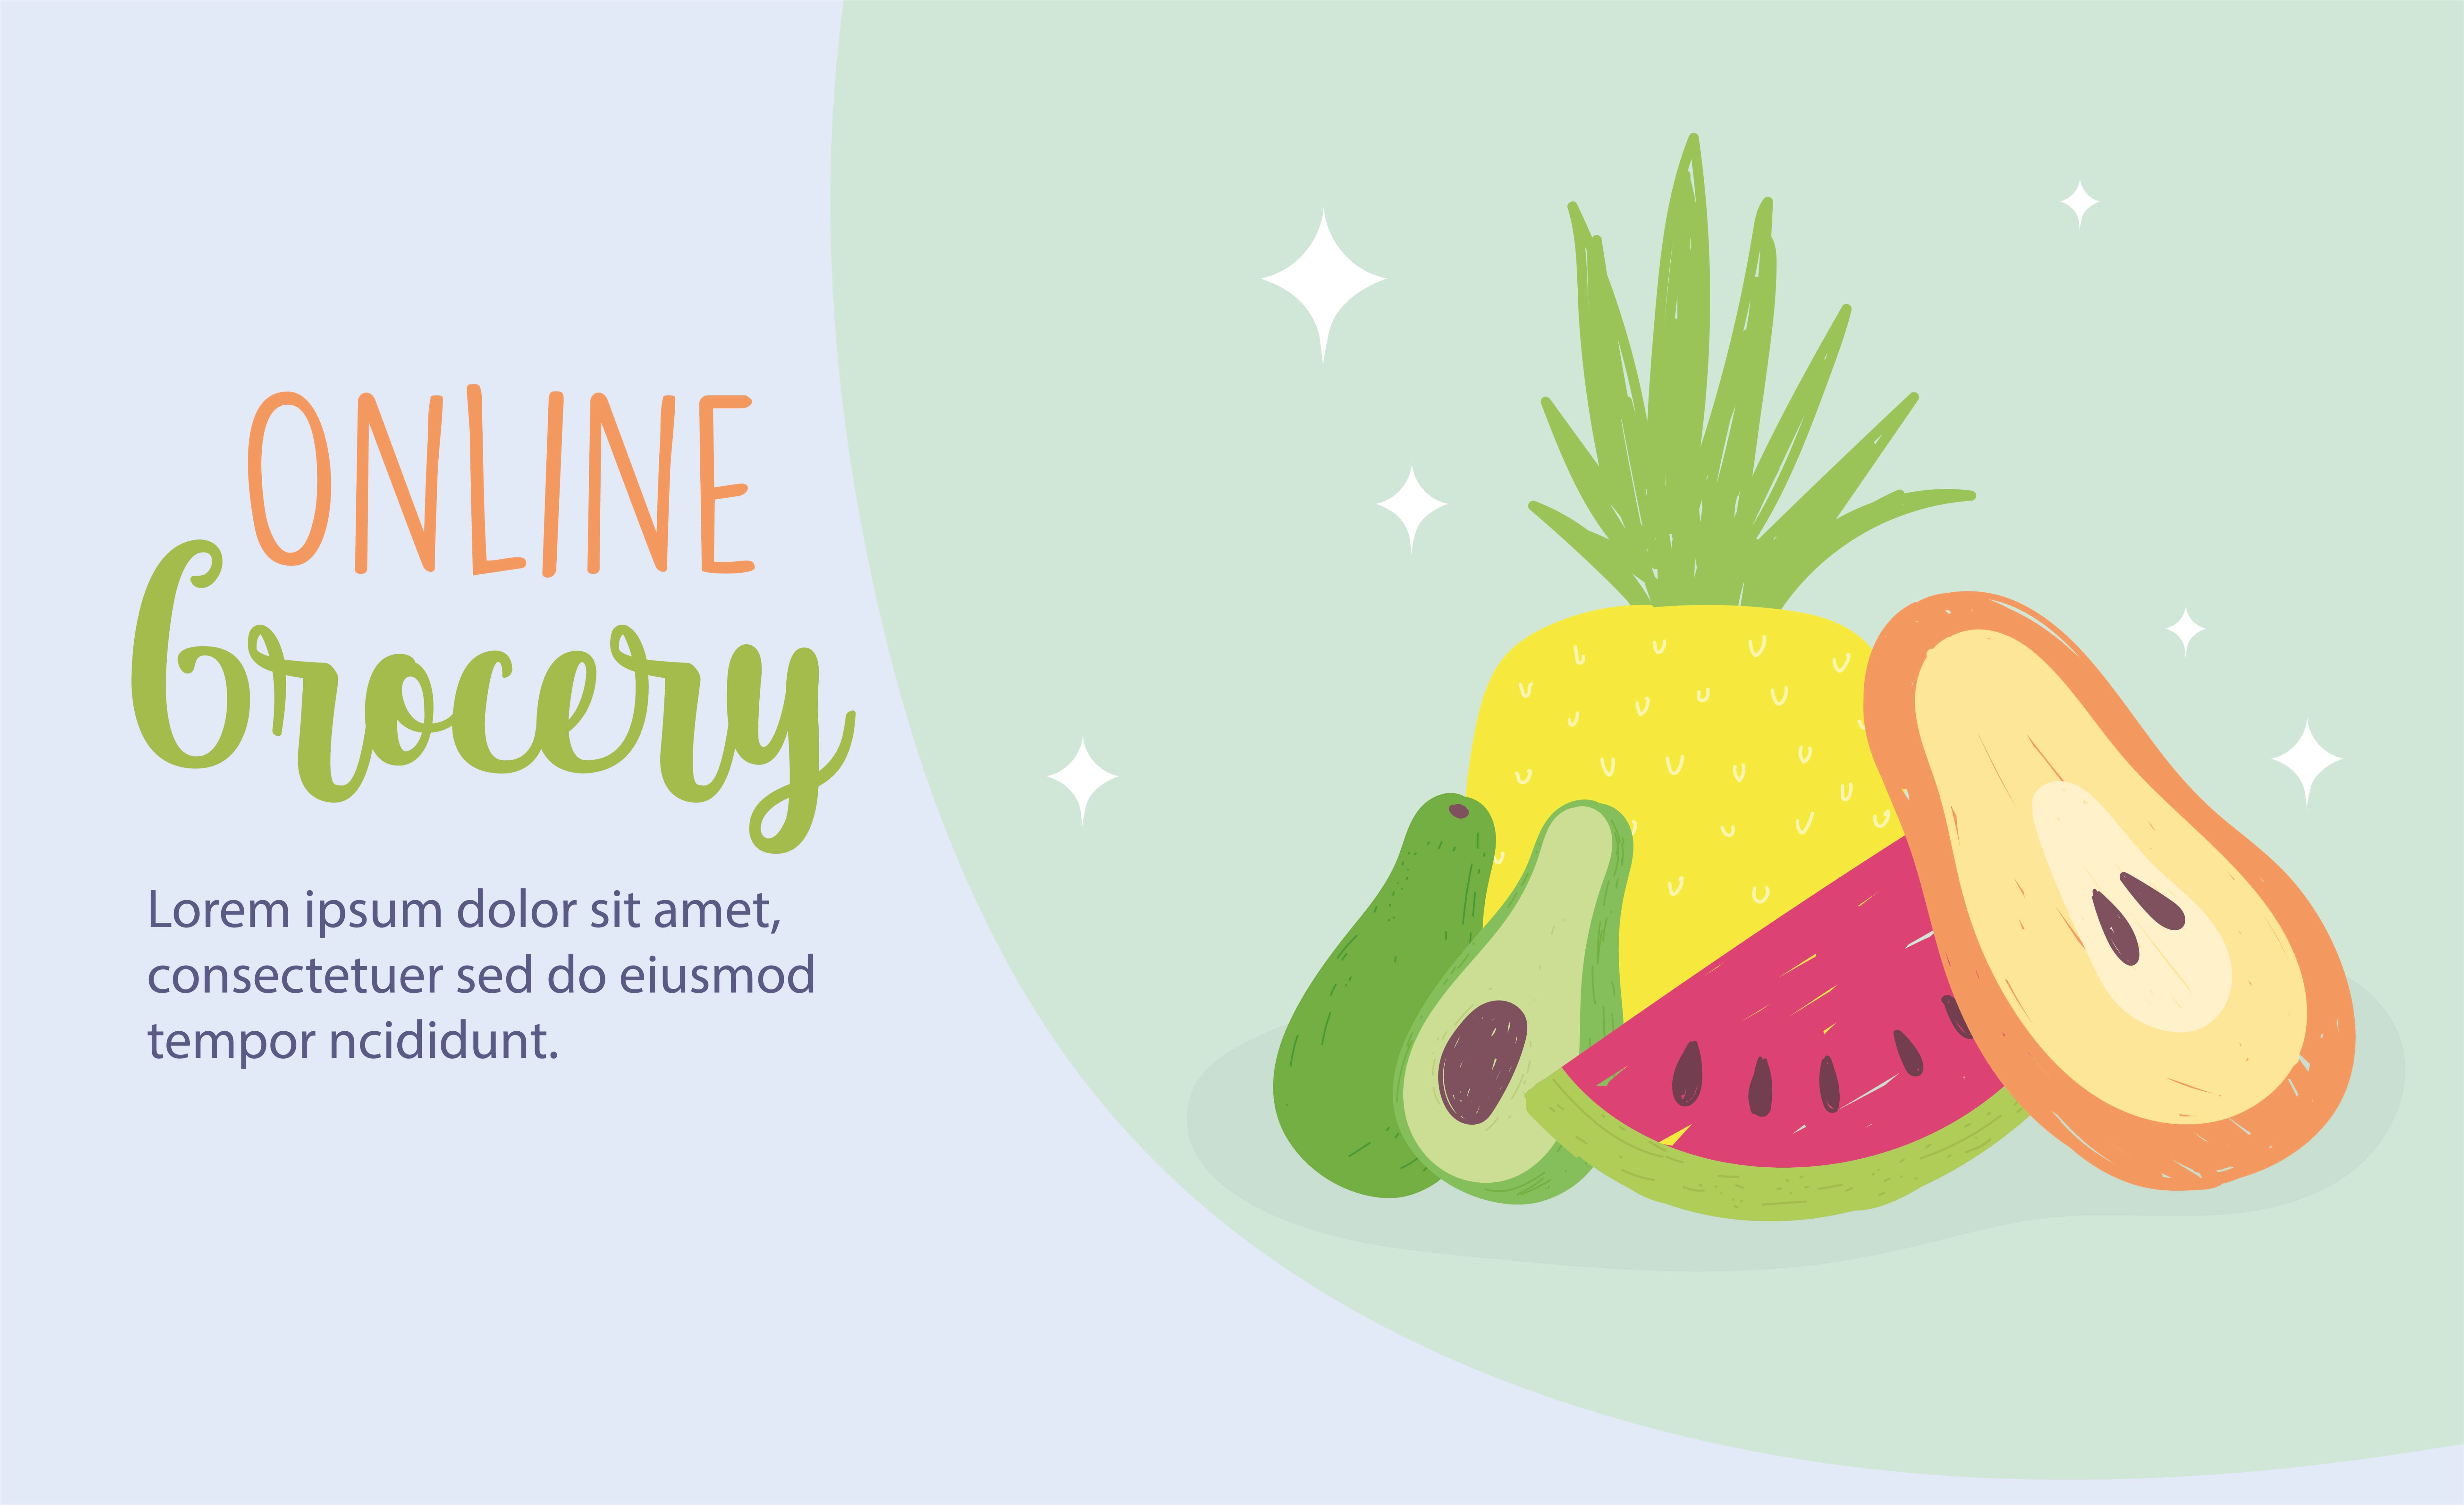 ONLINE
Grocery
Lorem ipsum dolor sit amet,
consectetuer sed do eiusmod
tempor ncididunt.